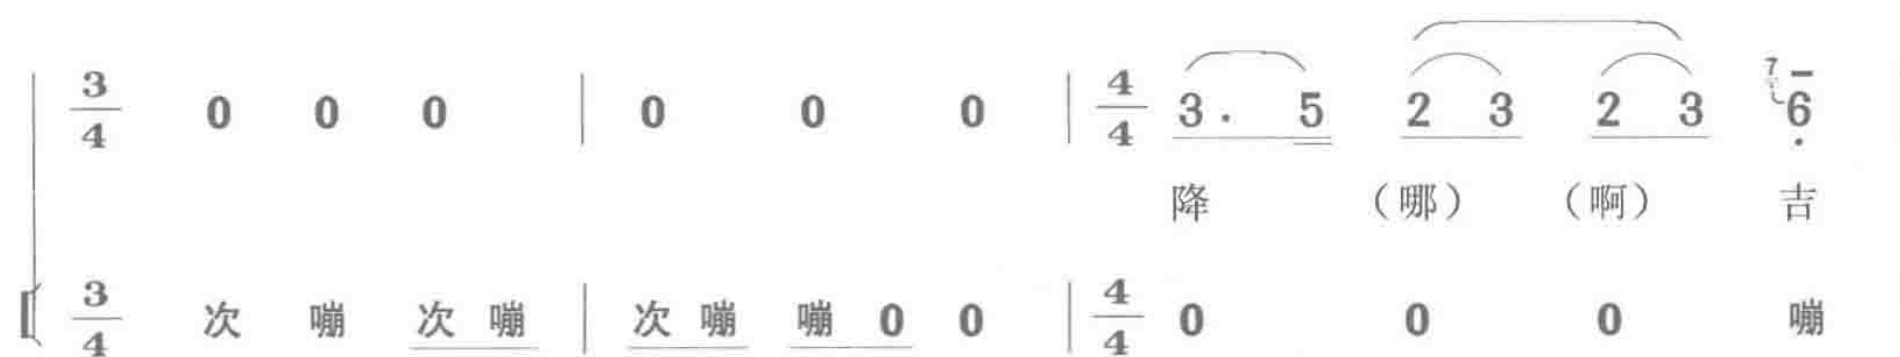 3/4 0 0 0 | 0 0 0 | 4/4 3. 5 2 3 2 3 7 6
降 （哪） （啊） 吉
3/4 次 嘣 次 嘣 | 次 嘣 嘣 0 0 | 4/4 0 0 0 嘣